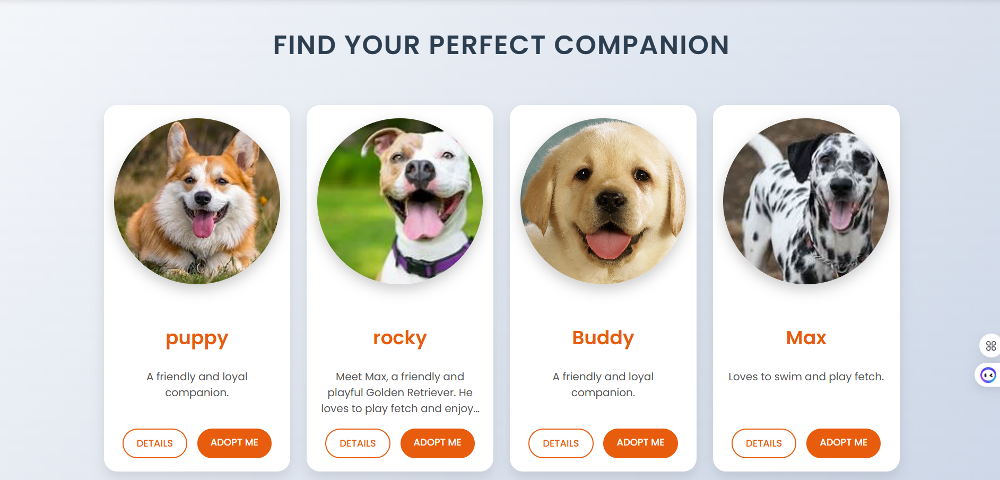 FIND YOUR PERFECT COMPANION
puppy
A friendly and loyal
companion.
DETAILS
ADOPT ME
rocky
Meet Max, a friendly and
playful Golden Retriever. He
loves to play fetch and enjoy...
DETAILS
ADOPT ME
Buddy
A friendly and loyal
companion.
DETAILS
ADOPT ME
Max
Loves to swim and play fetch.
DETAILS
ADOPT ME